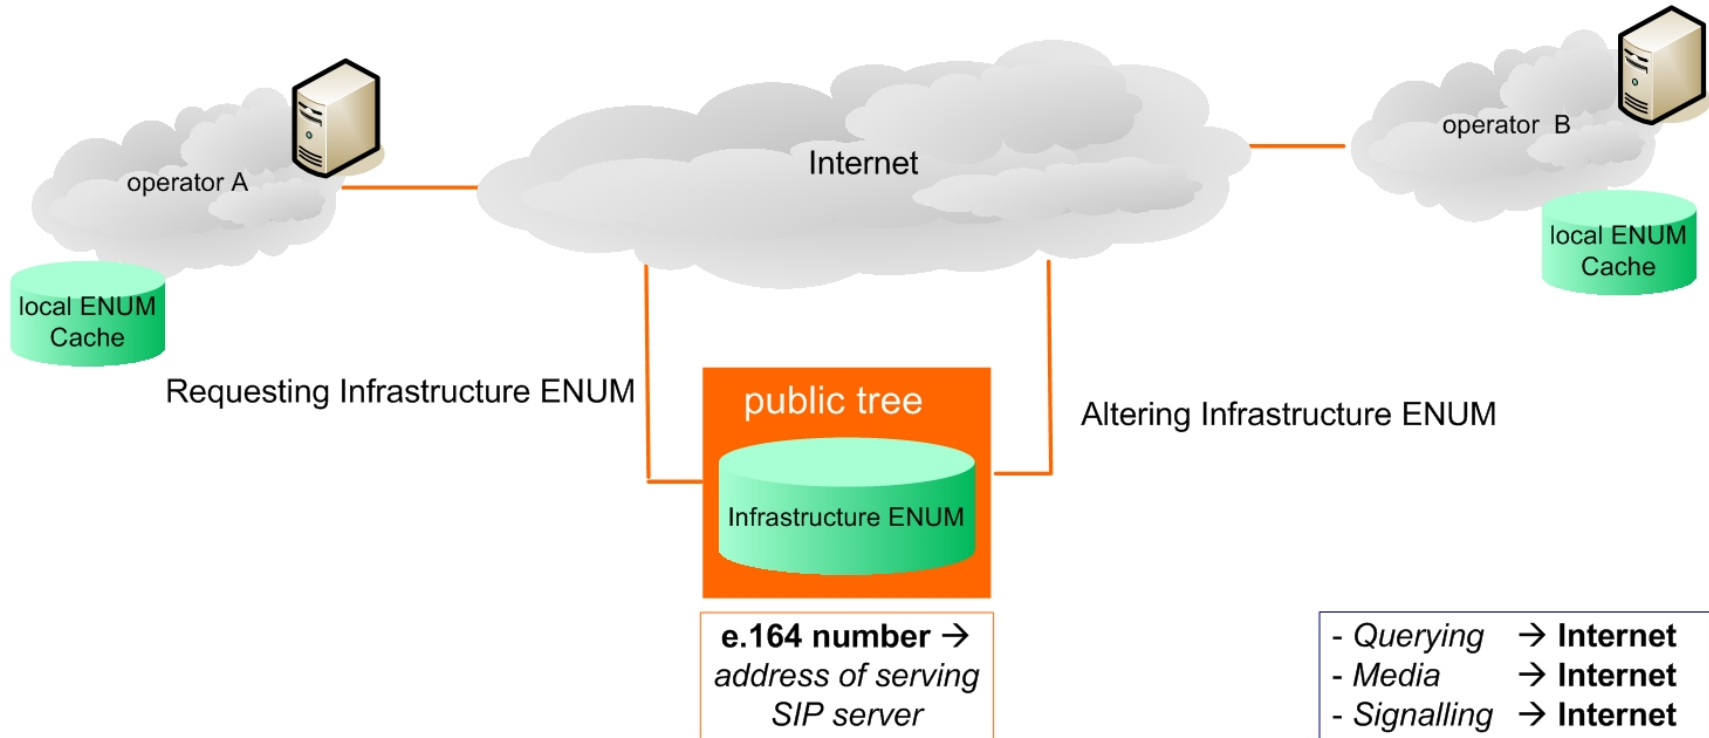 operator A
Internet
operator  B
local ENUM
Cache
local ENUM
Cache
Requesting Infrastructure ENUM
public tree
Infrastructure ENUM
Altering Infrastructure ENUM
e.164 number →
address of serving
SIP server
- Querying → Internet
- Media → Internet
- Signalling → Internet